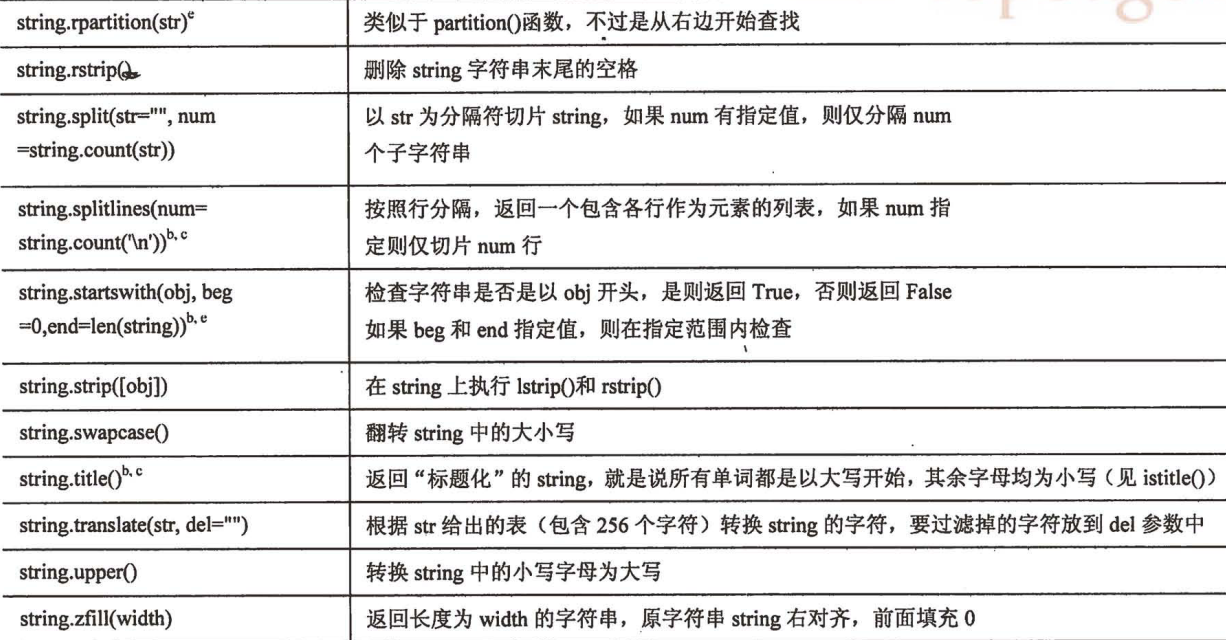 string.rpartition(str)e 类似于 partition()函数，不过是从右边开始查找
string.rstrip() 删除 string 字符串末尾的空格
string.split(str="", num 以 str 为分隔符切片 string，如果 num 有指定值，则仅分隔 num
=string.count(str)) 个子字符串
string.splitlines(num= 按照行分隔，返回一个包含各行作为元素的列表，如果 num 指
string.count('\n'))b, c 定则仅切片 num 行
string.startswith(obj, beg 检查字符串是否是以 obj 开头，是则返回 True，否则返回 False
=0,end=len(string))b, e 如果 beg 和 end 指定值，则在指定范围内检查
string.strip([obj]) 在 string 上执行 lstrip()和 rstrip()
string.swapcase() 翻转 string 中的大小写
string.title()b, c 返回“标题化”的 string，就是说所有单词都是以大写开始，其余字母均为小写（见 istitle()）
string.translate(str, del="") 根据 str 给出的表（包含 256 个字符）转换 string 的字符，要过滤掉的字符放到 del 参数中
string.upper() 转换 string 中的小写字母为大写
string.zfill(width) 返回长度为 width 的字符串，原字符串 string 右对齐，前面填充 0